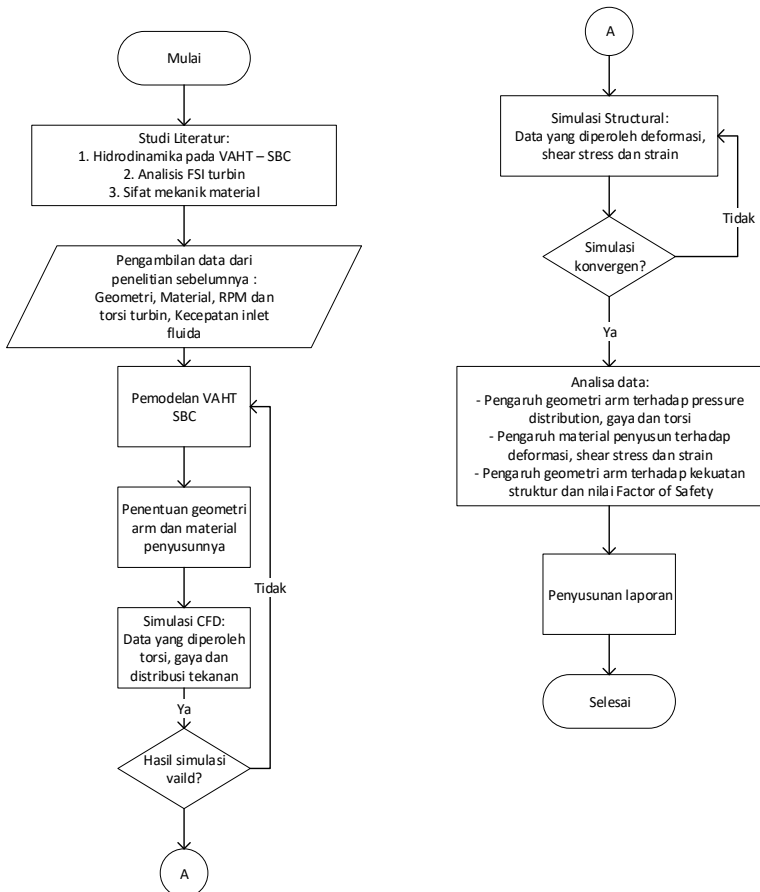 Mulai
Studi Literatur:
1. Hidrodinamika pada VAHT – SBC
2. Analisis FSI turbin
3. Sifat mekanik material
Pengambilan data dari
penelitian sebelumnya :
Geometri, Material, RPM dan
torsi turbin, Kecepatan inlet
fluida
Pemodelan VAHT
SBC
Penentuan geometri
arm dan material
penyusunnya
Tidak
Simulasi CFD:
Data yang diperoleh
torsi, gaya dan
distribusi tekanan
Ya
Hasil simulasi
vaild?
A
A
Simulasi Structural:
Data yang diperoleh deformasi,
shear stress dan strain
Tidak
Simulasi
konvergen?
Ya
Analisa data:
- Pengaruh geometri arm terhadap pressure
distribution, gaya dan torsi
- Pengaruh material penyusun terhadap
deformasi, shear stress dan strain
- Pengaruh geometri arm terhadap kekuatan
struktur dan nilai Factor of Safety
Penyusunan laporan
Selesai